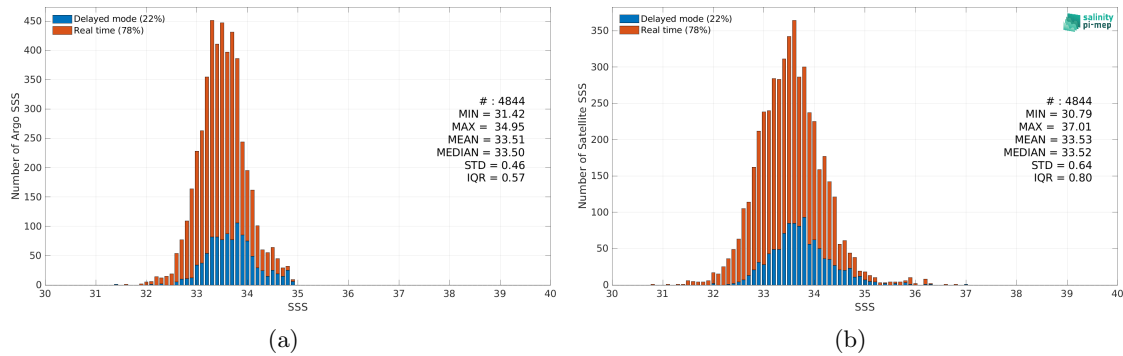 Delayed mode (22%)
Real time (78%)
Number of Argo SSS
450
400
350
300
250
200
150
100
50
0
# : 4844
MIN = 31.42
MAX = 34.95
MEAN = 33.51
MEDIAN = 33.50
STD = 0.46
IQR = 0.57
30 31 32 33 34 35 36 37 38 39 40
SSS
(a)
Delayed mode (22%)
Real time (78%)
salinity
pi-mep
Number of Satellite SSS
350
300
250
200
150
100
50
0
# : 4844
MIN = 30.79
MAX = 37.01
MEAN = 33.53
MEDIAN = 33.52
STD = 0.64
IQR = 0.80
30 31 32 33 34 35 36 37 38 39 40
SSS
(b)